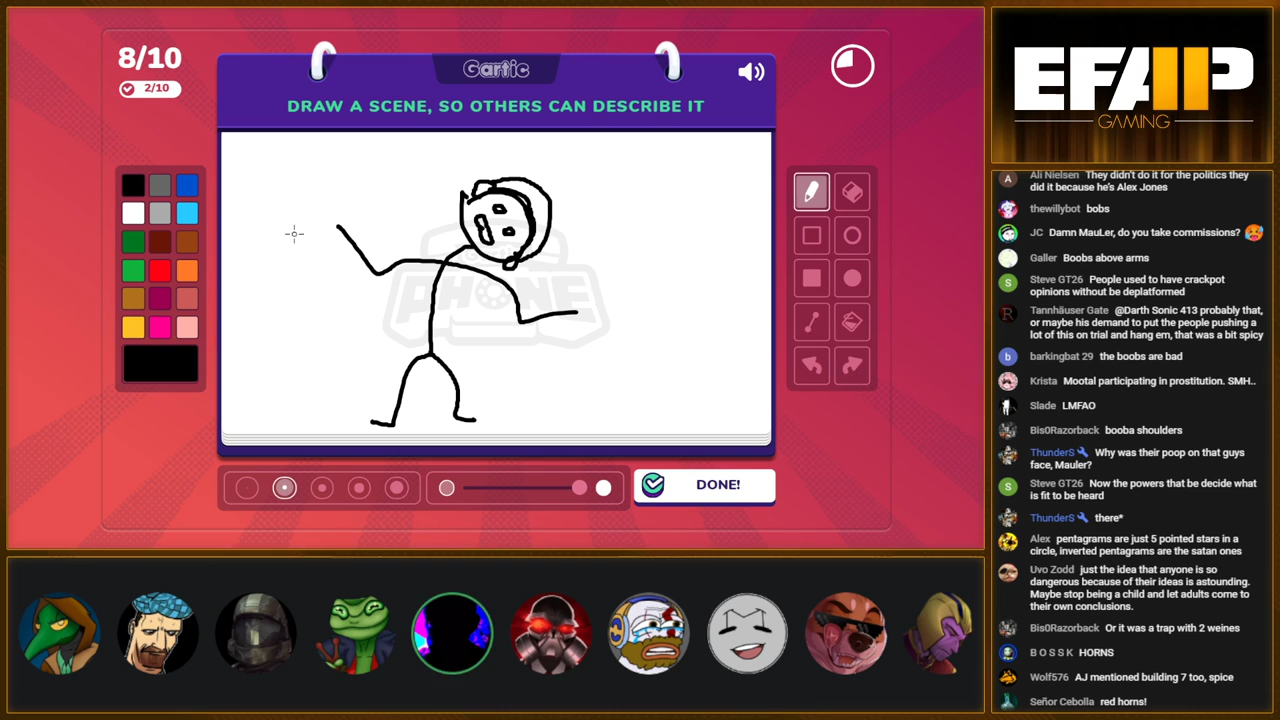 8/10
2/10
Gartic
DRAW A SCENE, SO OTHERS CAN DESCRIBE IT
PHONE
DONE!
EFAP
GAMING
Ali Nielsen They didn't do it for the politics they
did it because he's Alex Jones
thewillybot bobs
JC Damn MauLer, do you take commissions? 🥵
Galler Boobs above arms
Steve GT26 People used to have crackpot
opinions without be deplatformed
Tannhäuser Gate @Darth Sonic 413 probably that,
or maybe his demand to put the people pushing a
lot of this on trial and hang em, that was a bit spicy
barkingbat 29 the boobs are bad
Krista Mootal participating in prostitution. SMH..
Slade LMFAO
Bis0Razorback booba shoulders
ThunderS Why was their poop on that guys
face, Mauler?
Steve GT26 Now the powers that be decide what
is fit to be heard
ThunderS there*
Alex pentagrams are just 5 pointed stars in a
circle, inverted pentagrams are the satan ones
Uvo Zodd just the idea that anyone is so
dangerous because of their ideas is astounding.
Maybe stop being a child and let adults come to
their own conclusions.
Bis0Razorback Or it was a trap with 2 weines
B O S S K HORNS
Wolf576 AJ mentioned building 7 too, spice
Señor Cebolla red horns!